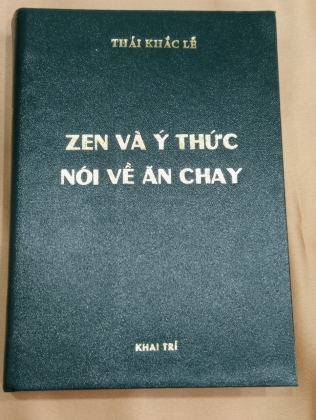 THÁI KHẮC LỄ
ZEN VÀ Ý THỨC
NÓI VỀ ĂN CHAY
KHAI TRÍ